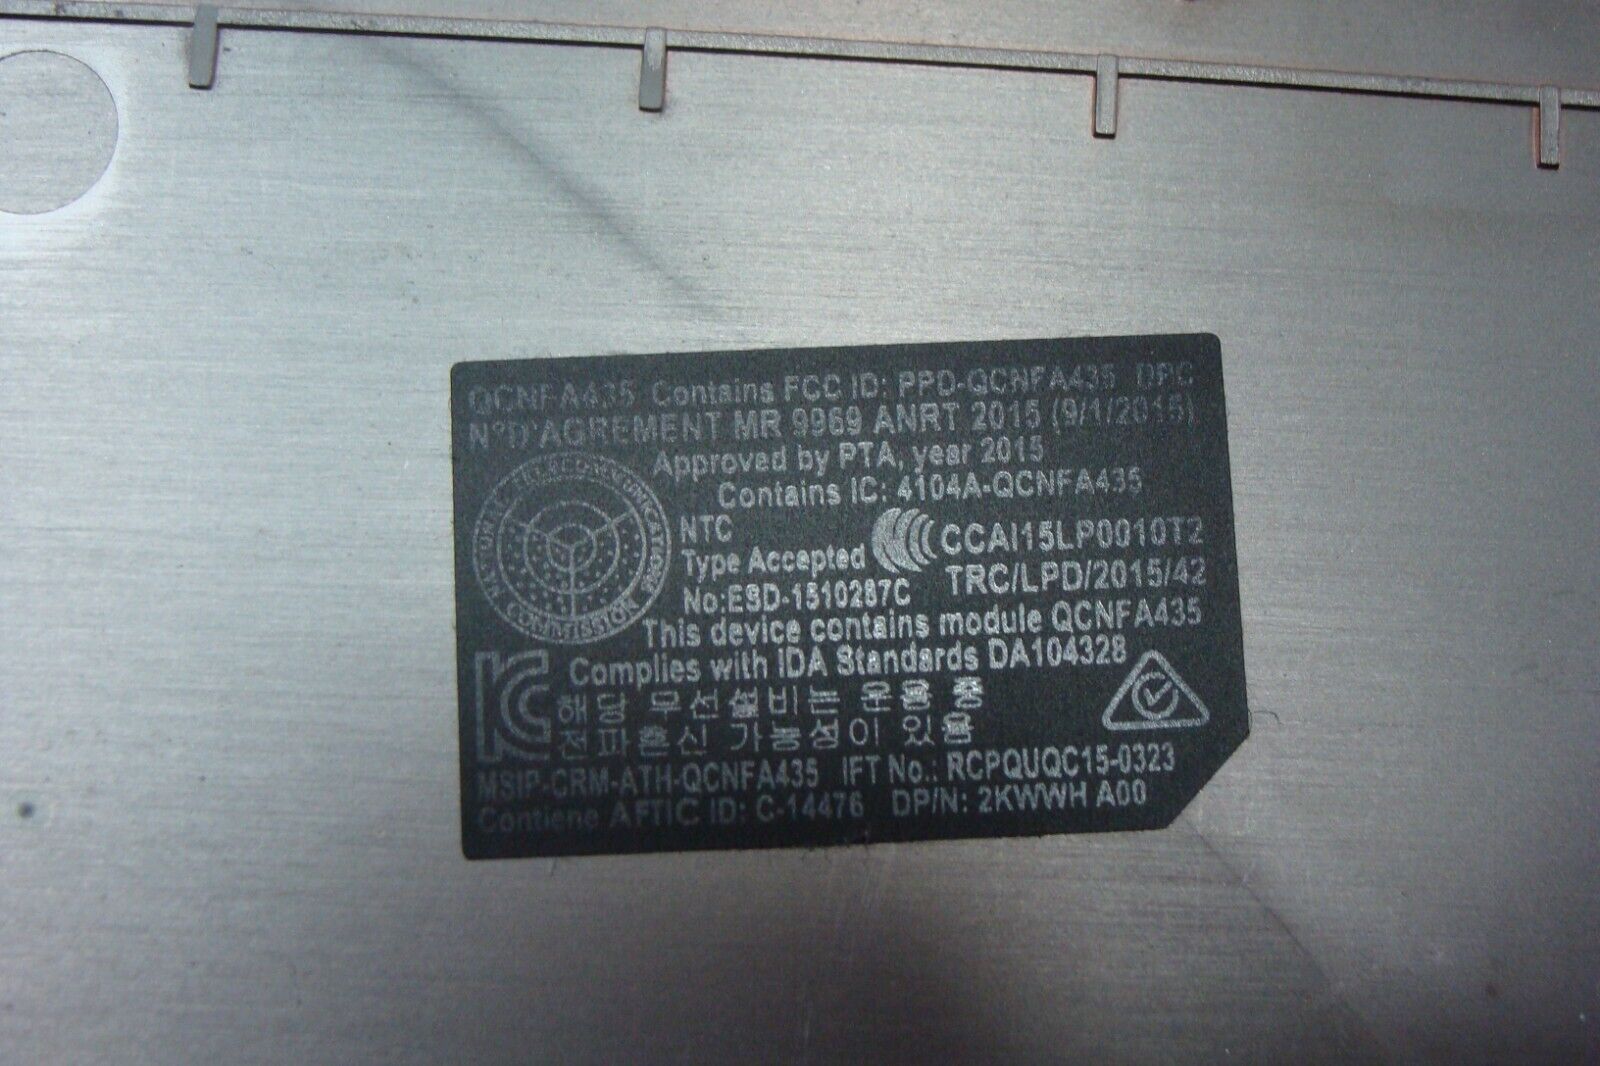 QCNFA435 Contains FCC ID: PPD-QCNFA435 BPC
N°D'AGREMENT MR 9969 ANRT 2015 (9/1/2015)
Approved by PTA, year 2015
Contains IC: 4104A-QCNFA435
NTC
Type Accepted
No:ESD-1510287C
CCAI15LP0010T2
TRC/LPD/2015/42
This device contains module QCNFA435
Complies with IDA Standards DA104328
해당 무선설비는 운용 중
전파혼신 가능성이 있음
MSIP-CRM-ATH-QCNFA435 IFT No.: RCPQUQC15-0323
Contiene AFTIC ID: C-14476 DP/N: 2KWWH A00
COMMISSION